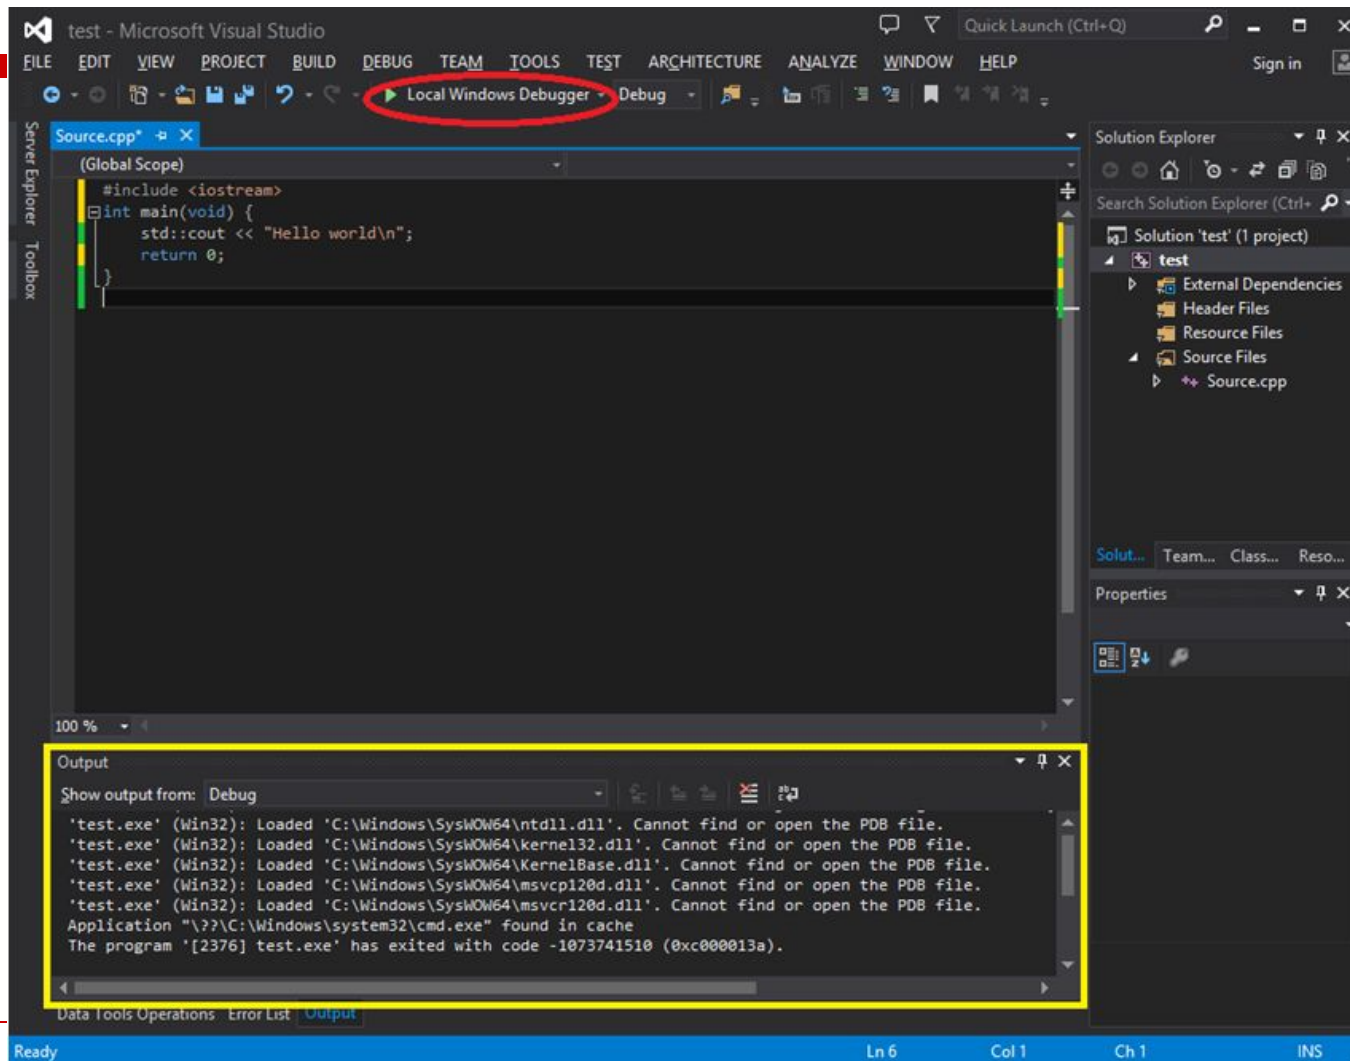 test - Microsoft Visual Studio
Quick Launch (Ctrl+Q)
FILE EDIT VIEW PROJECT BUILD DEBUG TEAM TOOLS TEST ARCHITECTURE ANALYZE WINDOW HELP
Sign in
Local Windows Debugger
Debug
Server Explorer
Toolbox
Source.cpp*
(Global Scope)
#include <iostream>
int main(void) {
std::cout << "Hello world\n";
return 0;
}
100 %
Solution Explorer
Search Solution Explorer (Ctrl+
Solution 'test' (1 project)
test
External Dependencies
Header Files
Resource Files
Source Files
Source.cpp
Solut... Team... Class... Reso...
Properties
Output
Show output from: Debug
'test.exe' (Win32): Loaded 'C:\Windows\SysWOW64\ntdll.dll'. Cannot find or open the PDB file.
'test.exe' (Win32): Loaded 'C:\Windows\SysWOW64\kernel32.dll'. Cannot find or open the PDB file.
'test.exe' (Win32): Loaded 'C:\Windows\SysWOW64\KernelBase.dll'. Cannot find or open the PDB file.
'test.exe' (Win32): Loaded 'C:\Windows\SysWOW64\msvcp120d.dll'. Cannot find or open the PDB file.
'test.exe' (Win32): Loaded 'C:\Windows\SysWOW64\msvcr120d.dll'. Cannot find or open the PDB file.
Application "\??\C:\Windows\system32\cmd.exe" found in cache
The program '[2376] test.exe' has exited with code -1073741510 (0xc000013a).
Data Tools Operations Error List Output
Ready
Ln 6 Col 1 Ch 1 INS